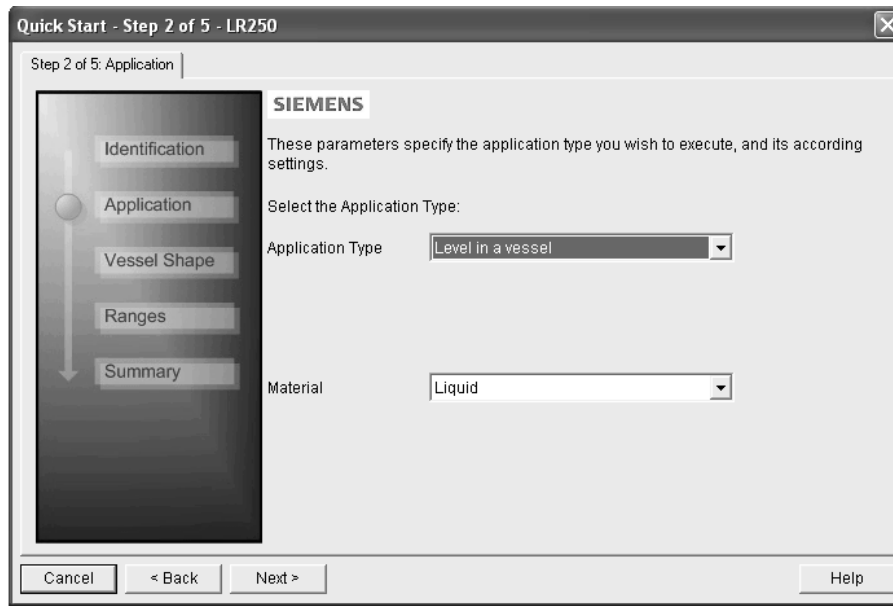 Quick Start - Step 2 of 5 - LR250
Step 2 of 5: Application
SIEMENS
Identification
Application
Vessel Shape
Ranges
Summary
These parameters specify the application type you wish to execute, and its according
settings.
Select the Application Type:
Application Type
Level in a vessel
Material
Liquid
Cancel
< Back
Next >
Help